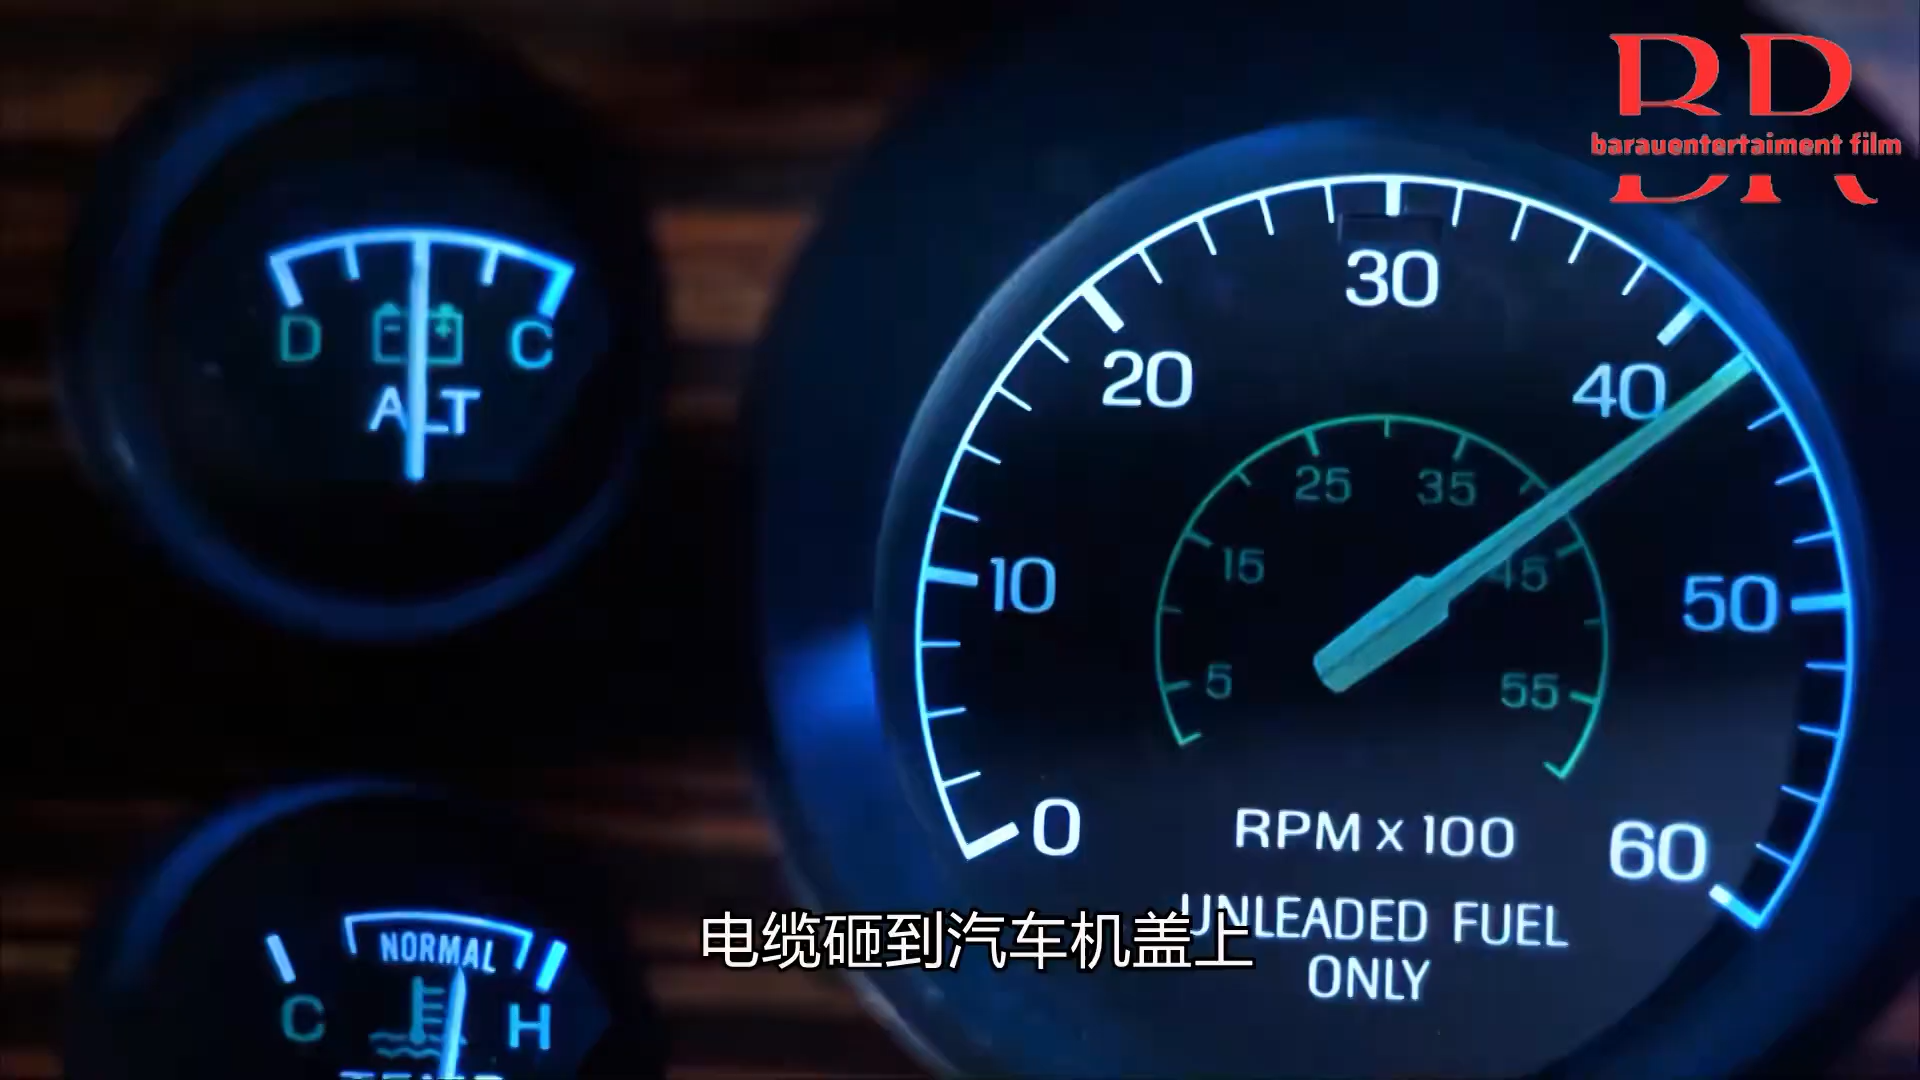 BD
barauentertaiment film
D C
ALT
30
20
40
25 35
15
45
10
50
5
55
0
RPM x 100
60
UNLEADED FUEL
ONLY
电缆砸到汽车机盖上
NORMAL
C H